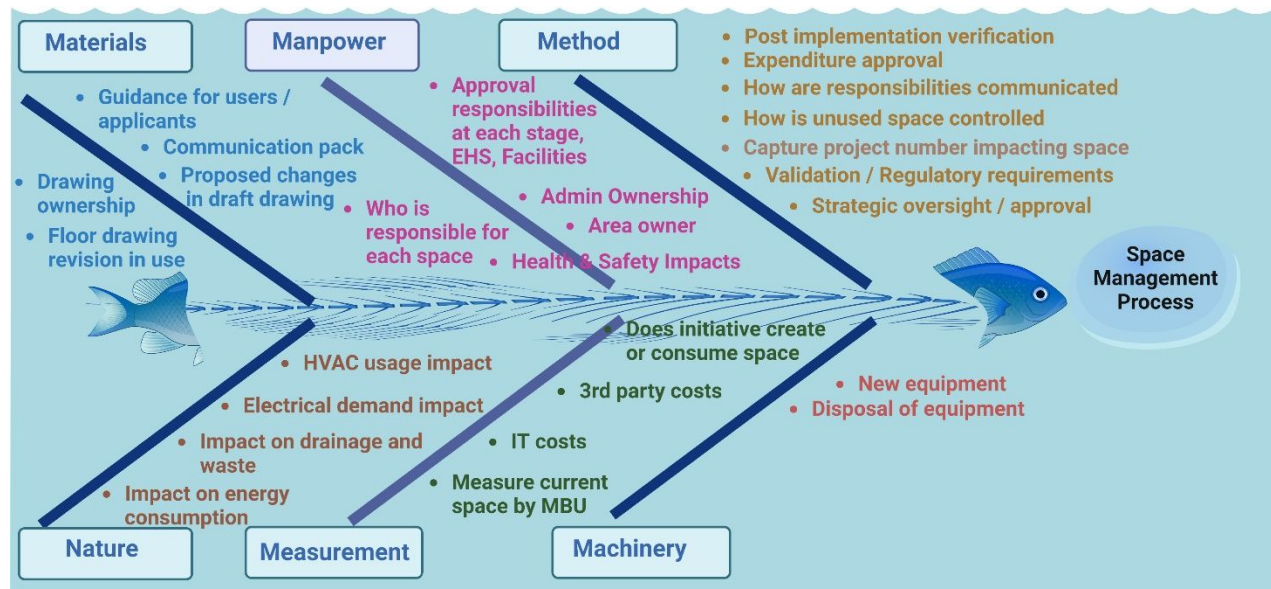 Materials
• Guidance for users /
applicants
• Communication pack
• Proposed changes
in draft drawing
• Drawing
ownership
• Floor drawing
revision in use
Manpower
• Approval
responsibilities
at each stage,
EHS, Facilities
• Admin Ownership
• Area owner
• Who is
responsible for
each space
• Health & Safety Impacts
Method
• Post implementation verification
• Expenditure approval
• How are responsibilities communicated
• How is unused space controlled
• Capture project number impacting space
• Validation / Regulatory requirements
• Strategic oversight / approval
Space
Management
Process
• HVAC usage impact
• Electrical demand impact
• Impact on drainage and
waste
• Impact on energy
consumption
Nature
• Does initiative create
or consume space
• 3rd party costs
• IT costs
• Measure current
space by MBU
Measurement
• New equipment
• Disposal of equipment
Machinery